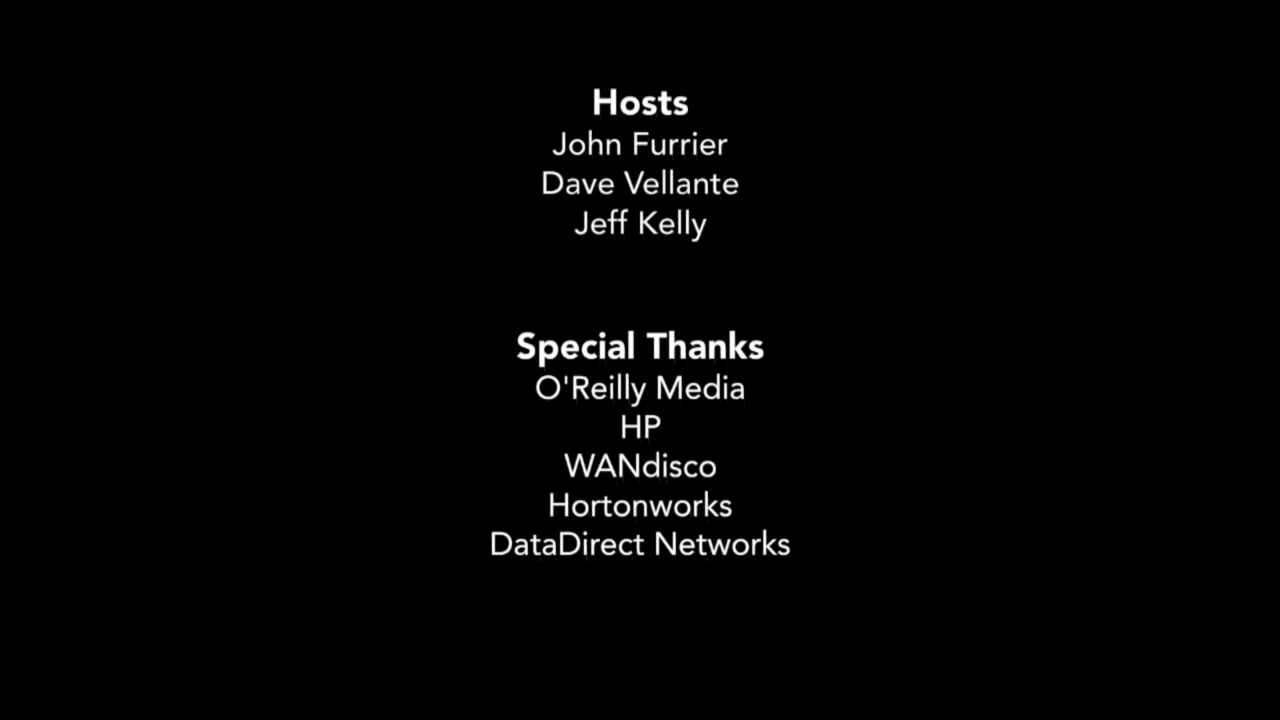 Hosts
John Furrier
Dave Vellante
Jeff Kelly
Special Thanks
O'Reilly Media
HP
WANdisco
Hortonworks
DataDirect Networks